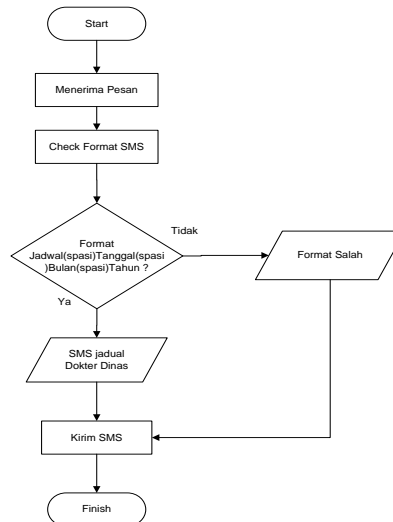 Start
Menerima Pesan
Check Format SMS
Format
Jadwal(spasi)Tanggal(spasi
)Bulan(spasi)Tahun ?
Tidak
Format Salah
Ya
SMS jadual
Dokter Dinas
Kirim SMS
Finish